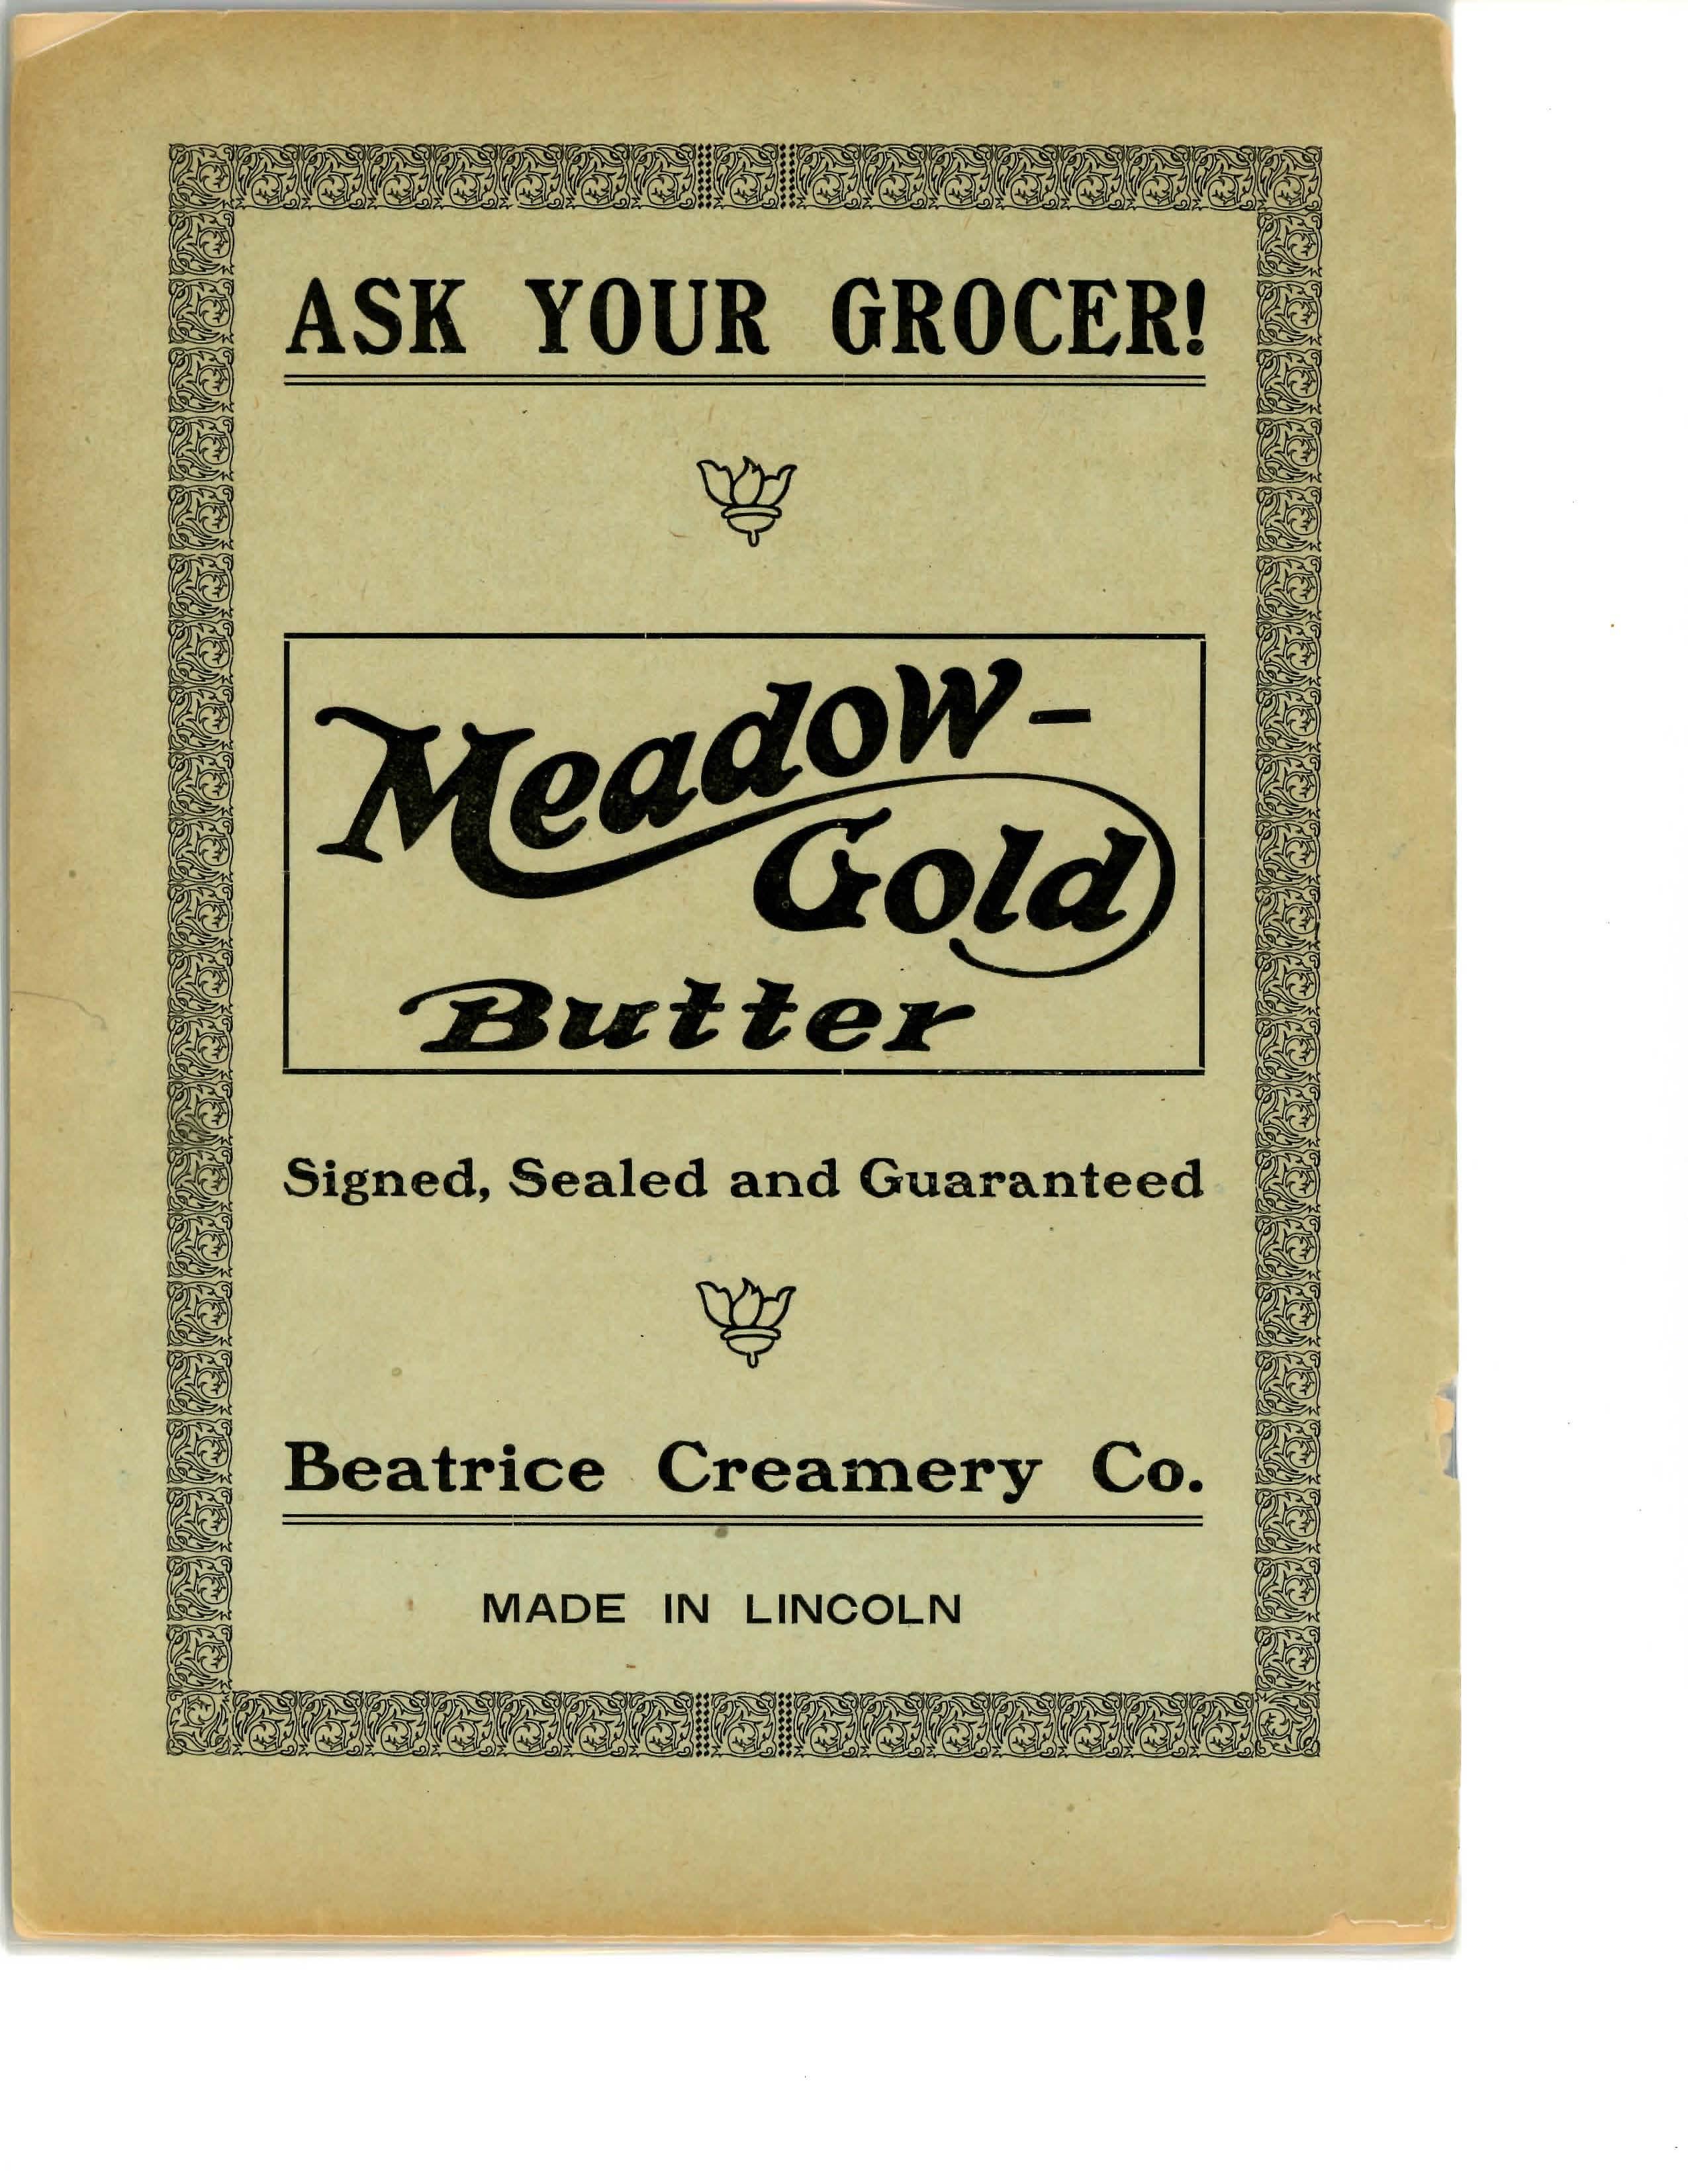 ASK YOUR GROCER!
Meadow-
Gold
Butter
Signed, Sealed and Guaranteed
Beatrice Creamery Co.
MADE IN LINCOLN